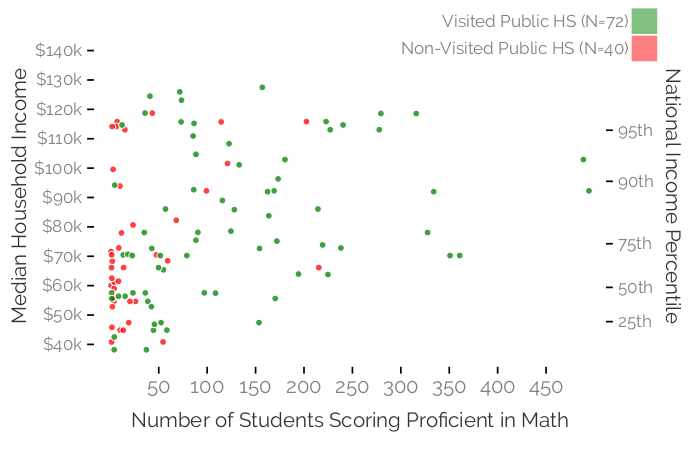 Visited Public HS (N=72)
Non-Visited Public HS (N=40)
Median Household Income
$140k
$130k
$120k
$110k
$100k
$90k
$80k
$70k
$60k
$50k
$40k
95th
90th
75th
50th
25th
National Income Percentile
50 100 150 200 250 300 350 400 450
Number of Students Scoring Proficient in Math